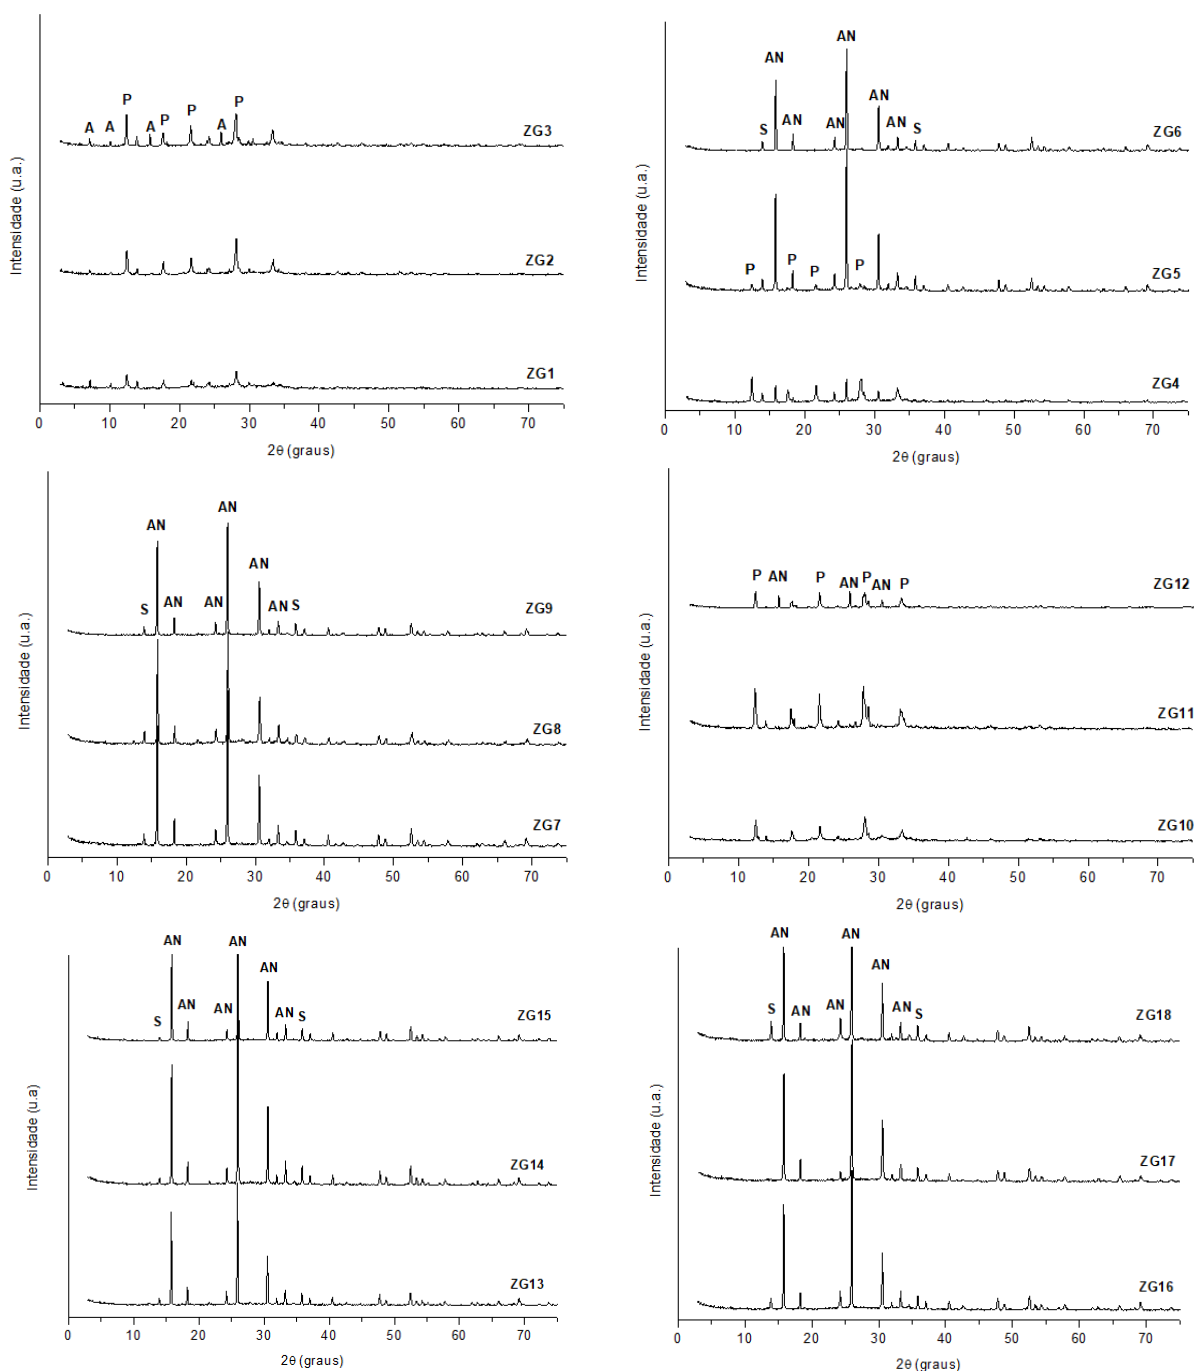 A A P A P P A P
ZG3
ZG2
ZG1
Intensidade (u.a.)
0 10 20 30 40 50 60 70
2θ (graus)
S AN AN AN AN AN AN S
ZG6
P P P P
ZG5
ZG4
Intensidade (u.a.)
0 10 20 30 40 50 60 70
2θ (graus)
S AN AN AN AN AN AN S
ZG9
ZG8
ZG7
Intensidade (u.a.)
0 10 20 30 40 50 60 70
2θ (graus)
P AN P AN P AN P
ZG12
ZG11
ZG10
Intensidade (u.a.)
0 10 20 30 40 50 60 70
2θ (graus)
S AN AN AN AN AN AN S
ZG15
ZG14
ZG13
Intensidade (u.a)
0 10 20 30 40 50 60 70
2θ (graus)
S AN AN AN AN AN AN S
ZG18
ZG17
ZG16
Intensidade (u.a.)
0 10 20 30 40 50 60 70
2θ (graus)